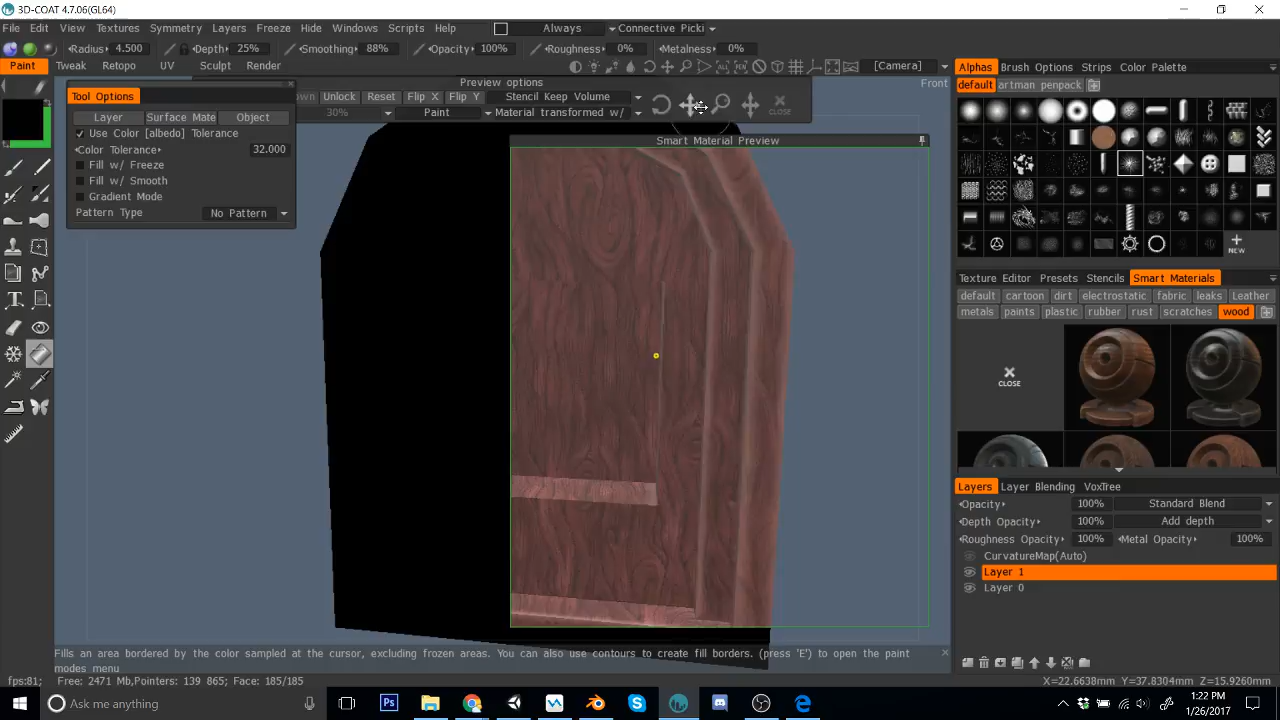 3D-COAT 4.7.06(GL64)
File Edit View Textures Symmetry Layers Freeze Hide Windows Scripts Help Always Connective Picki
Radius 4.500 Depth 25% Smoothing 88% Opacity 100% Roughness 0% Metalness 0%
Paint Tweak Retopo UV Sculpt Render [Camera]
Preview options
Front
Tool Options
Unlock Reset Flip X Flip Y Stencil Keep Volume
30% Paint Material transformed w/ CLOSE
Layer Surface Mate Object
Use Color [albedo] Tolerance
Color Tolerance 32.000
Fill w/ Freeze
Fill w/ Smooth
Gradient Mode
Pattern Type No Pattern
Smart Material Preview
Alphas Brush Options Strips Color Palette
default artman penpack
NEW
Texture Editor Presets Stencils Smart Materials
default cartoon dirt electrostatic fabric leaks Leather
metals paints plastic rubber rust scratches wood
CLOSE
Layers Layer Blending VoxTree
Opacity 100% Standard Blend
Depth Opacity 100% Add depth
Roughness Opacity 100% Metal Opacity 100%
CurvatureMap(Auto)
Layer 1
Layer 0
Fills an area bordered by the color sampled at the cursor, excluding frozen areas. You can also use contours to create fill borders. (press 'E') to open the paint
modes menu
fps:81; Free: 2471 Mb,Pointers: 139 865; Face: 185/185 X=22.6638mm Y=37.8304mm Z=15.9260mm
Ask me anything
1:22 PM
1/26/2017